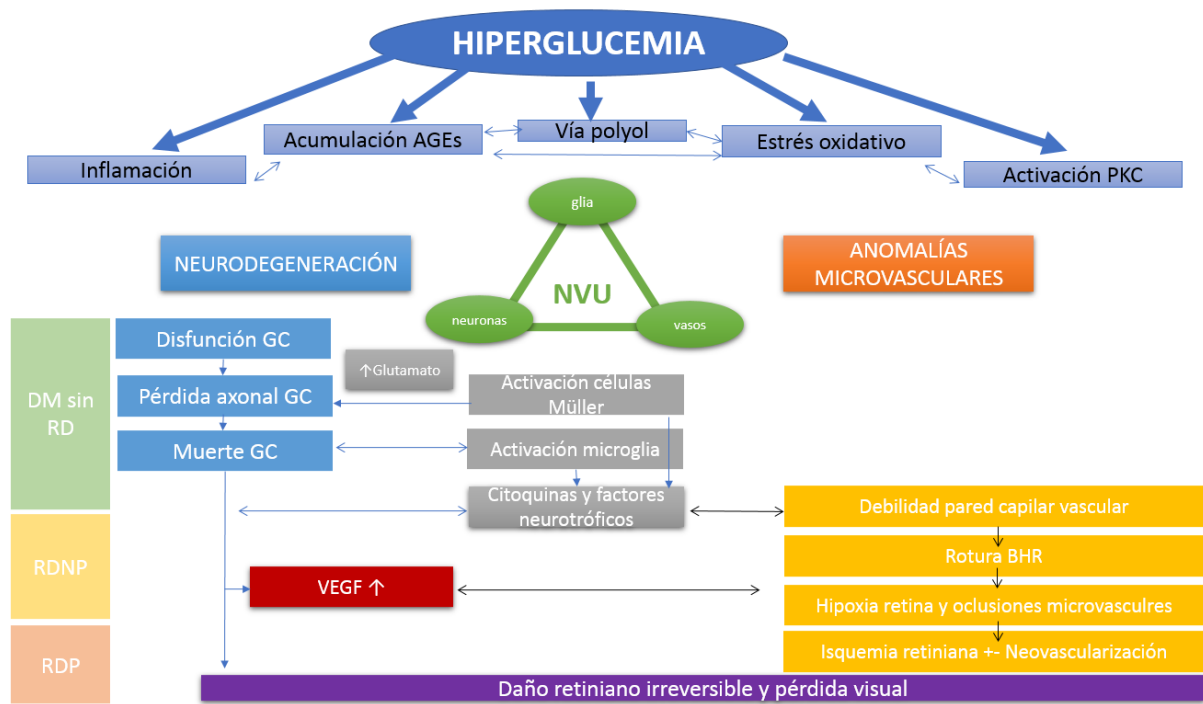 HIPERGLUCEMIA
Inflamación
Acumulación AGEs
Vía polyol
Estrés oxidativo
Activación PKC
glia
NVU
neuronas
vasos
NEURODEGENERACIÓN
ANOMALÍAS
MICROVASCULARES
DM sin
RD
RDNP
RDP
Disfunción GC
Pérdida axonal GC
Muerte GC
↑Glutamato
Activación células
Müller
Activación microglia
Citoquinas y factores
neurotróficos
VEGF ↑
Debilidad pared capilar vascular
Rotura BHR
Hipoxia retina y oclusiones microvasculres
Isquemia retiniana +- Neovascularización
Daño retiniano irreversible y pérdida visual